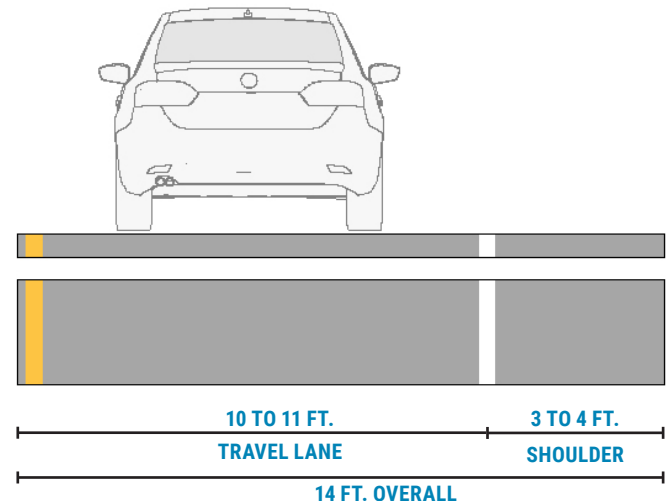 10 TO 11 FT.
3 TO 4 FT.
TRAVEL LANE
SHOULDER
14 FT. OVERALL